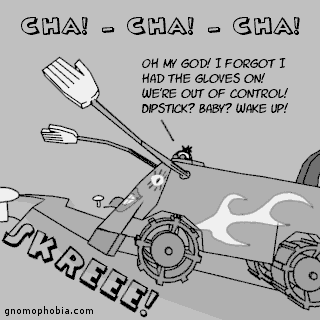 CHA! - CHA! - CHA!
OH MY GOD! I FORGOT I
HAD THE GLOVES ON!
WE'RE OUT OF CONTROL!
DIPSTICK? BABY? WAKE UP!
SKREEE!
gnomophobia.com